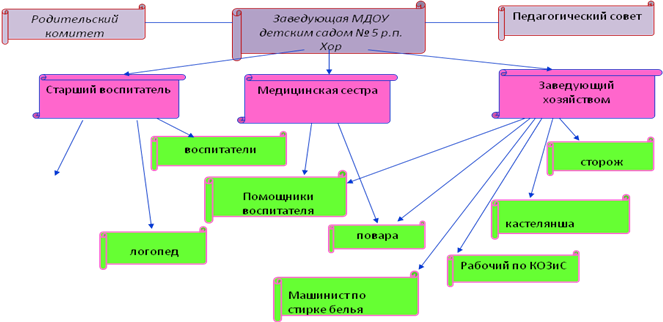 Родительский
комитет
Заведующая МДОУ
детским садом № 5 р.п.
Хор
Педагогический совет
Старший воспитатель
Медицинская сестра
Заведующий
хозяйством
воспитатели
сторож
Помощники
воспитателя
кастелянша
логопед
повара
Рабочий по КОЗиС
Машинист по
стирке белья